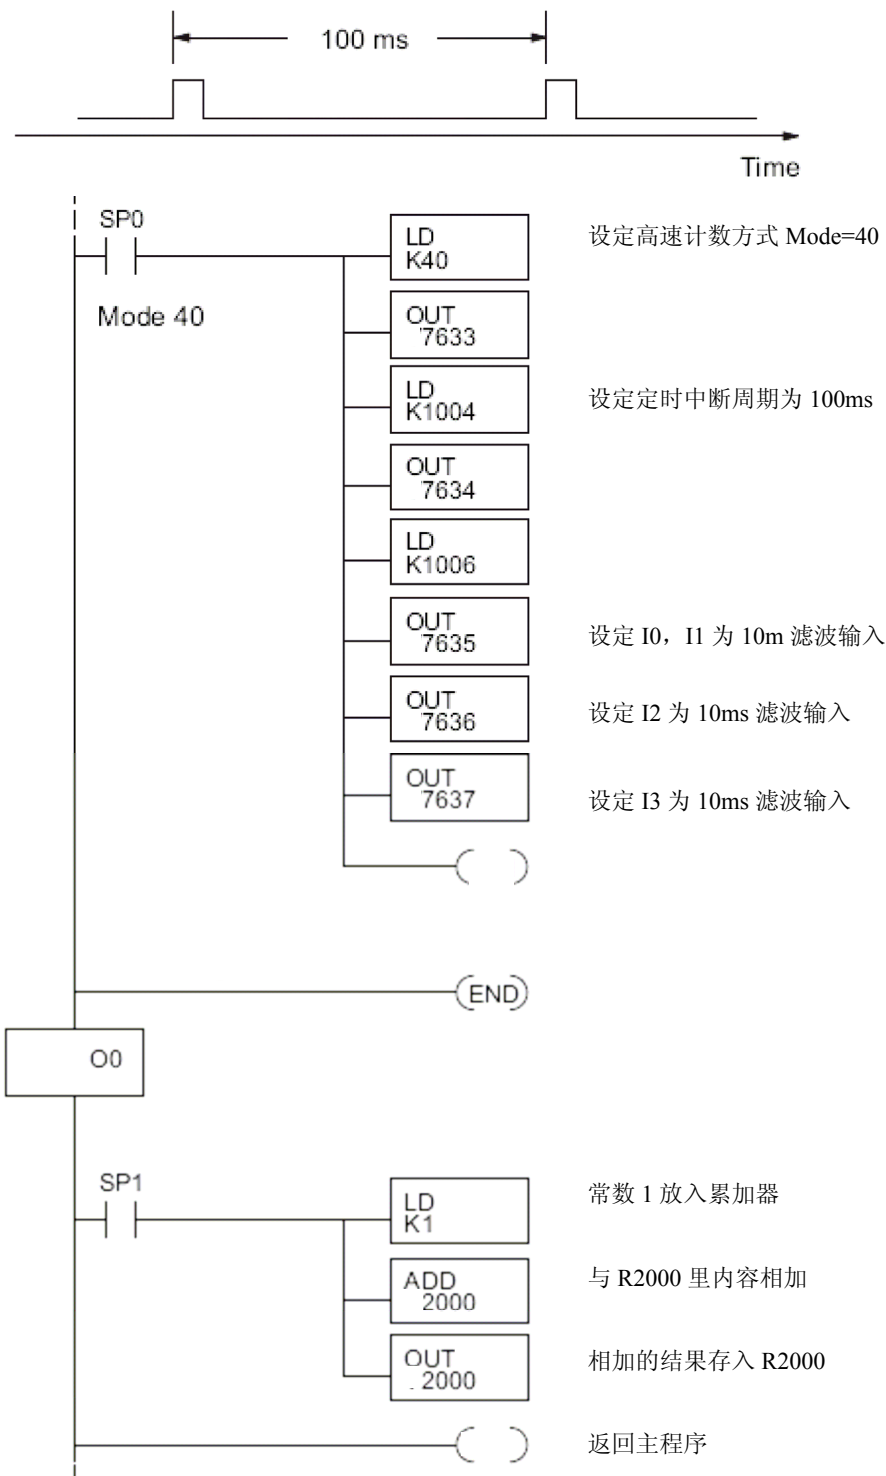 100 ms
Time
SP0
LD
K40
设定高速计数方式 Mode=40
Mode 40
OUT
7633
LD
K1004
设定定时中断周期为 100ms
OUT
7634
LD
K1006
OUT
7635
设定 I0，I1 为 10m 滤波输入
OUT
7636
设定 I2 为 10ms 滤波输入
OUT
7637
设定 I3 为 10ms 滤波输入
END
O0
SP1
LD
K1
常数 1 放入累加器
ADD
2000
与 R2000 里内容相加
OUT
2000
相加的结果存入 R2000
返回主程序